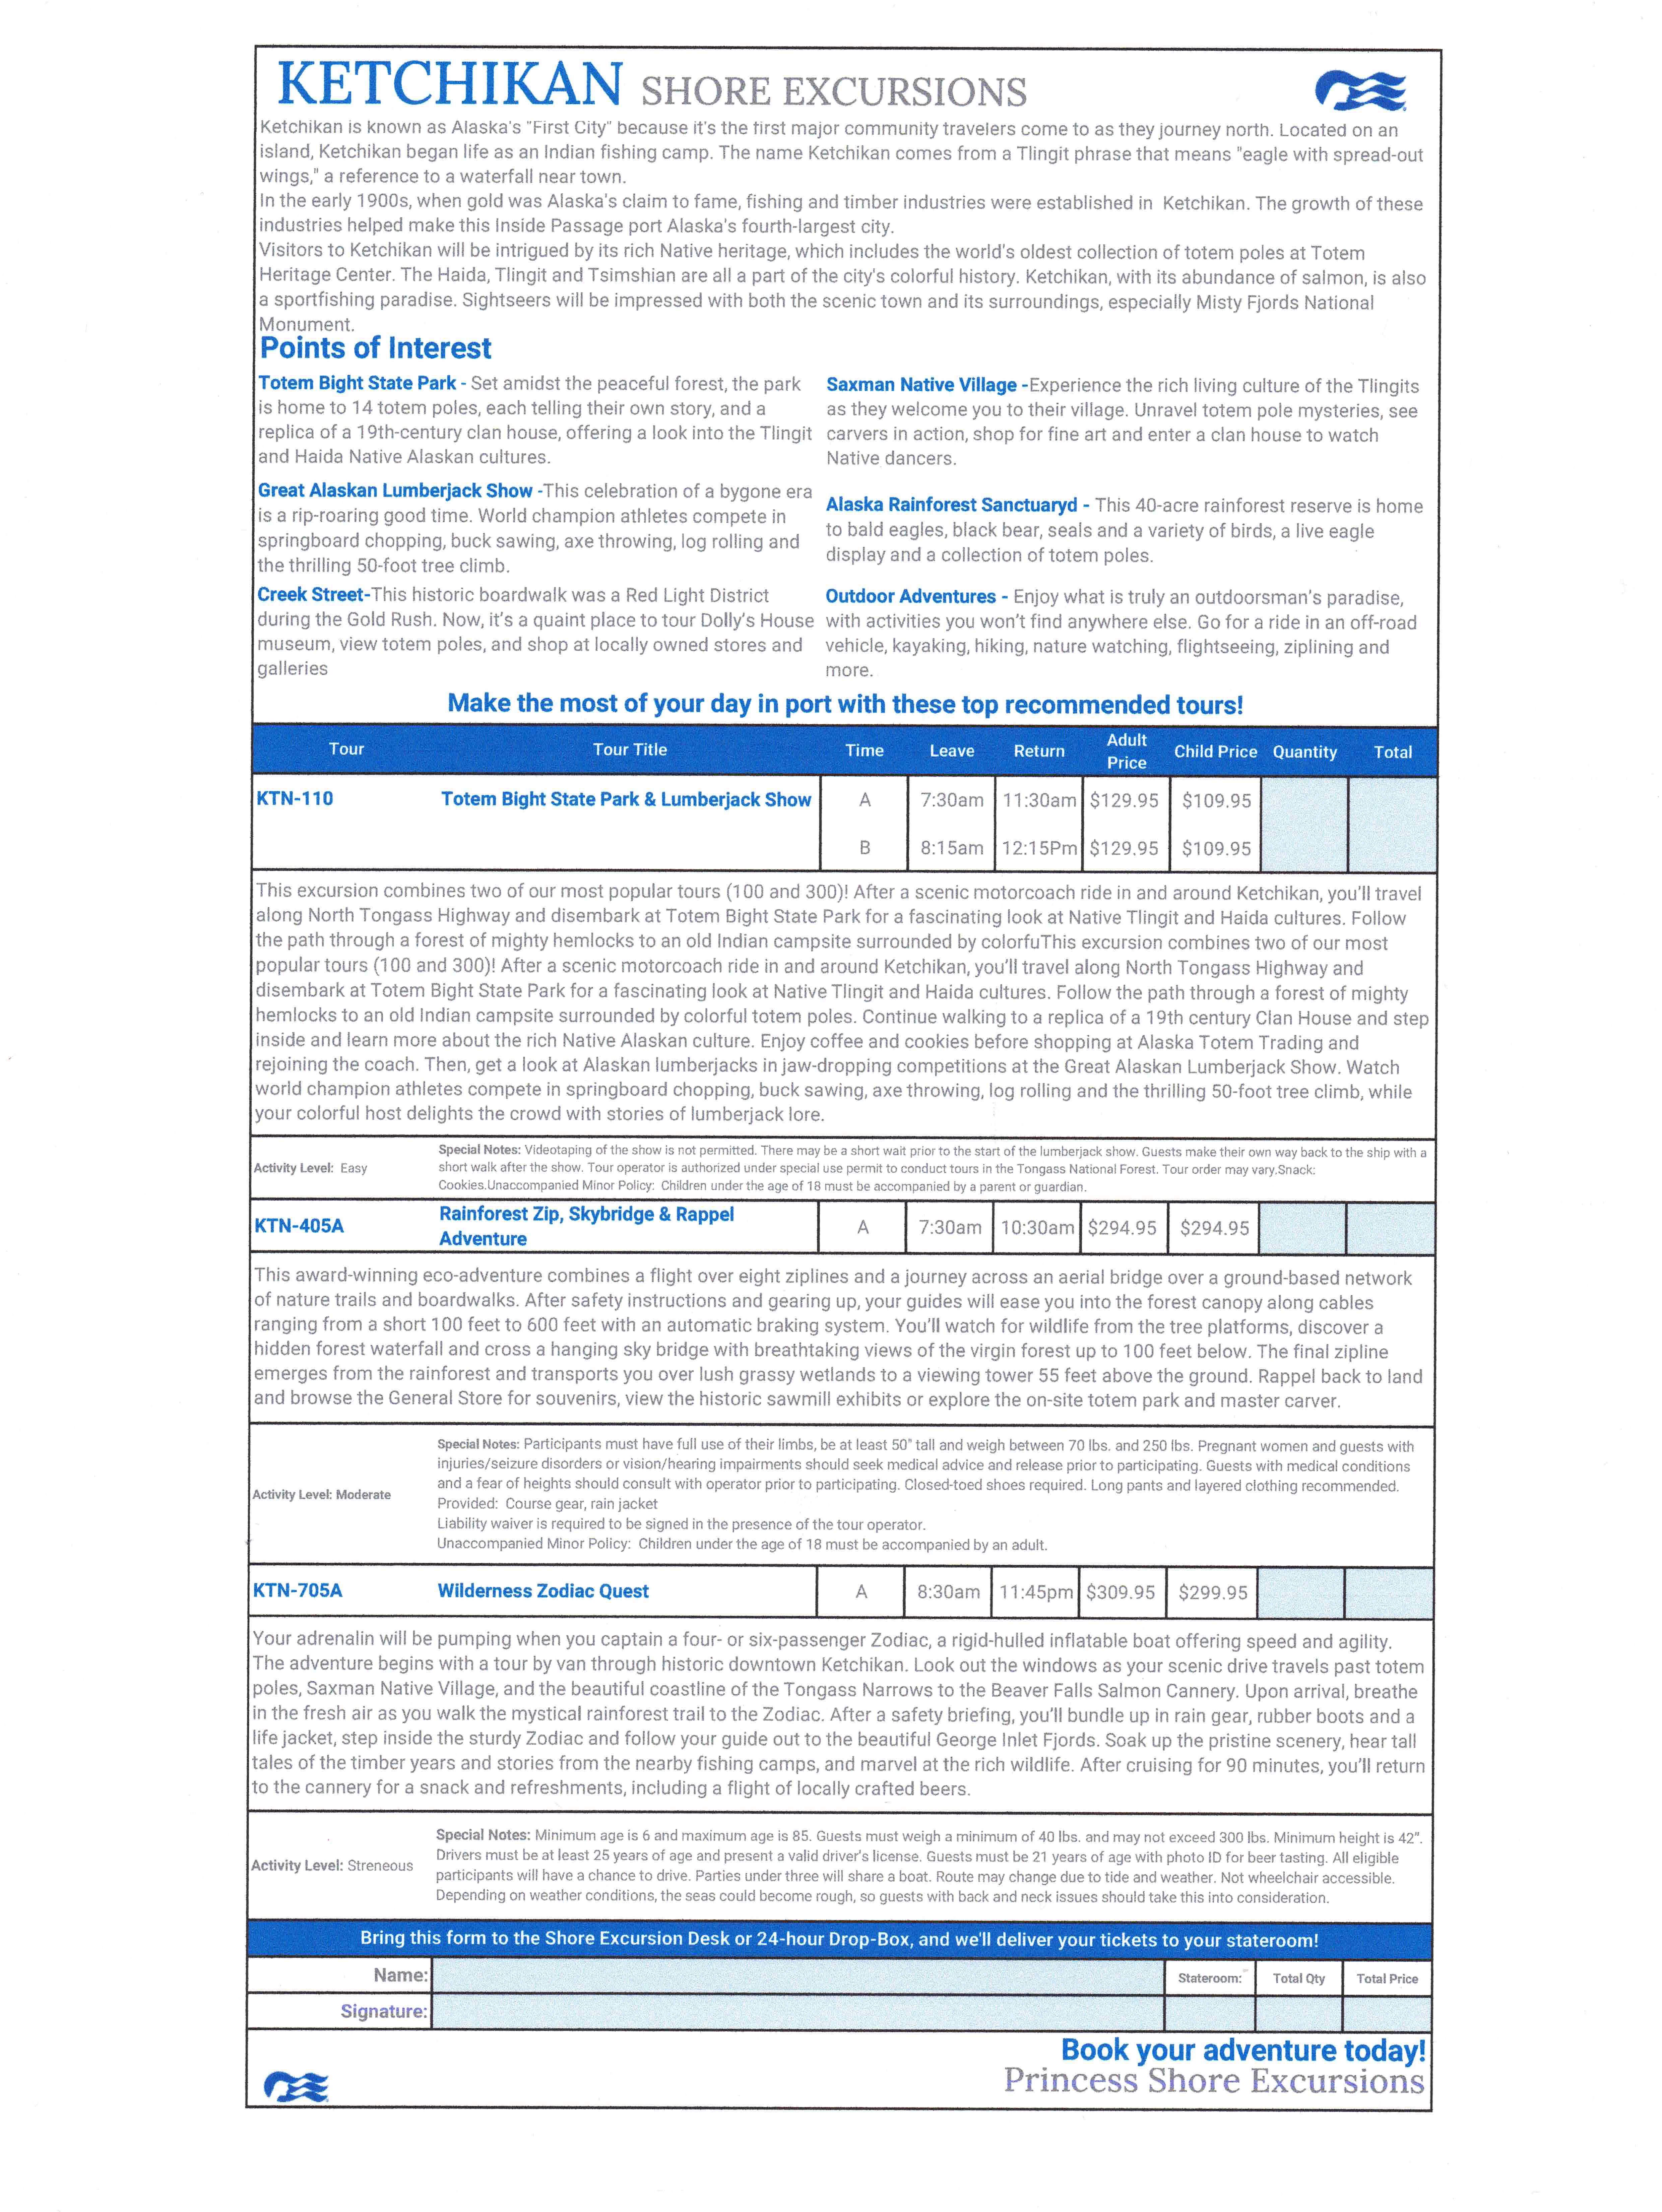 KETCHIKAN SHORE EXCURSIONS
Ketchikan is known as Alaska's "First City" because it's the first major community travelers come to as they journey north. Located on an
island, Ketchikan began life as an Indian fishing camp. The name Ketchikan comes from a Tlingit phrase that means "eagle with spread-out
wings," a reference to a waterfall near town.
In the early 1900s, when gold was Alaska's claim to fame, fishing and timber industries were established in Ketchikan. The growth of these
industries helped make this Inside Passage port Alaska's fourth-largest city.
Visitors to Ketchikan will be intrigued by its rich Native heritage, which includes the world's oldest collection of totem poles at Totem
Heritage Center. The Haida, Tlingit and Tsimshian are all a part of the city's colorful history. Ketchikan, with its abundance of salmon, is also
a sportfishing paradise. Sightseers will be impressed with both the scenic town and its surroundings, especially Misty Fjords National
Monument.
Points of Interest
Totem Bight State Park - Set amidst the peaceful forest, the park
is home to 14 totem poles, each telling their own story, and a
replica of a 19th-century clan house, offering a look into the Tlingit
and Haida Native Alaskan cultures.
Saxman Native Village -Experience the rich living culture of the Tlingits
as they welcome you to their village. Unravel totem pole mysteries, see
carvers in action, shop for fine art and enter a clan house to watch
Native dancers.
Great Alaskan Lumberjack Show -This celebration of a bygone era
is a rip-roaring good time. World champion athletes compete in
springboard chopping, buck sawing, axe throwing, log rolling and
the thrilling 50-foot tree climb.
Alaska Rainforest Sanctuaryd - This 40-acre rainforest reserve is home
to bald eagles, black bear, seals and a variety of birds, a live eagle
display and a collection of totem poles.
Creek Street-This historic boardwalk was a Red Light District
during the Gold Rush. Now, it's a quaint place to tour Dolly's House
museum, view totem poles, and shop at locally owned stores and
galleries
Outdoor Adventures - Enjoy what is truly an outdoorsman's paradise,
with activities you won't find anywhere else. Go for a ride in an off-road
vehicle, kayaking, hiking, nature watching, flightseeing, ziplining and
more.
Make the most of your day in port with these top recommended tours!
Tour Tour Title Time Leave Return Adult Price Child Price Quantity Total
KTN-110 Totem Bight State Park & Lumberjack Show A 7:30am 11:30am $129.95 $109.95
B 8:15am 12:15Pm $129.95 $109.95
This excursion combines two of our most popular tours (100 and 300)! After a scenic motorcoach ride in and around Ketchikan, you'll travel
along North Tongass Highway and disembark at Totem Bight State Park for a fascinating look at Native Tlingit and Haida cultures. Follow
the path through a forest of mighty hemlocks to an old Indian campsite surrounded by colorfuThis excursion combines two of our most
popular tours (100 and 300)! After a scenic motorcoach ride in and around Ketchikan, you'll travel along North Tongass Highway and
disembark at Totem Bight State Park for a fascinating look at Native Tlingit and Haida cultures. Follow the path through a forest of mighty
hemlocks to an old Indian campsite surrounded by colorful totem poles. Continue walking to a replica of a 19th century Clan House and step
inside and learn more about the rich Native Alaskan culture. Enjoy coffee and cookies before shopping at Alaska Totem Trading and
rejoining the coach. Then, get a look at Alaskan lumberjacks in jaw-dropping competitions at the Great Alaskan Lumberjack Show. Watch
world champion athletes compete in springboard chopping, buck sawing, axe throwing, log rolling and the thrilling 50-foot tree climb, while
your colorful host delights the crowd with stories of lumberjack lore.
Activity Level: Easy
Special Notes: Videotaping of the show is not permitted. There may be a short wait prior to the start of the lumberjack show. Guests make their own way back to the ship with a
short walk after the show. Tour operator is authorized under special use permit to conduct tours in the Tongass National Forest. Tour order may vary.Snack:
Cookies.Unaccompanied Minor Policy: Children under the age of 18 must be accompanied by a parent or guardian.
KTN-405A Rainforest Zip, Skybridge & Rappel Adventure A 7:30am 10:30am $294.95 $294.95
This award-winning eco-adventure combines a flight over eight ziplines and a journey across an aerial bridge over a ground-based network
of nature trails and boardwalks. After safety instructions and gearing up, your guides will ease you into the forest canopy along cables
ranging from a short 100 feet to 600 feet with an automatic braking system. You'll watch for wildlife from the tree platforms, discover a
hidden forest waterfall and cross a hanging sky bridge with breathtaking views of the virgin forest up to 100 feet below. The final zipline
emerges from the rainforest and transports you over lush grassy wetlands to a viewing tower 55 feet above the ground. Rappel back to land
and browse the General Store for souvenirs, view the historic sawmill exhibits or explore the on-site totem park and master carver.
Activity Level: Moderate
Special Notes: Participants must have full use of their limbs, be at least 50" tall and weigh between 70 lbs. and 250 lbs. Pregnant women and guests with
injuries/seizure disorders or vision/hearing impairments should seek medical advice and release prior to participating. Guests with medical conditions
and a fear of heights should consult with operator prior to participating. Closed-toed shoes required. Long pants and layered clothing recommended.
Provided: Course gear, rain jacket
Liability waiver is required to be signed in the presence of the tour operator.
Unaccompanied Minor Policy: Children under the age of 18 must be accompanied by an adult.
KTN-705A Wilderness Zodiac Quest A 8:30am 11:45pm $309.95 $299.95
Your adrenalin will be pumping when you captain a four- or six-passenger Zodiac, a rigid-hulled inflatable boat offering speed and agility.
The adventure begins with a tour by van through historic downtown Ketchikan. Look out the windows as your scenic drive travels past totem
poles, Saxman Native Village, and the beautiful coastline of the Tongass Narrows to the Beaver Falls Salmon Cannery. Upon arrival, breathe
in the fresh air as you walk the mystical rainforest trail to the Zodiac. After a safety briefing, you'll bundle up in rain gear, rubber boots and a
life jacket, step inside the sturdy Zodiac and follow your guide out to the beautiful George Inlet Fjords. Soak up the pristine scenery, hear tall
tales of the timber years and stories from the nearby fishing camps, and marvel at the rich wildlife. After cruising for 90 minutes, you'll return
to the cannery for a snack and refreshments, including a flight of locally crafted beers.
Activity Level: Streneous
Special Notes: Minimum age is 6 and maximum age is 85. Guests must weigh a minimum of 40 lbs. and may not exceed 300 lbs. Minimum height is 42".
Drivers must be at least 25 years of age and present a valid driver's license. Guests must be 21 years of age with photo ID for beer tasting. All eligible
participants will have a chance to drive. Parties under three will share a boat. Route may change due to tide and weather. Not wheelchair accessible.
Depending on weather conditions, the seas could become rough, so guests with back and neck issues should take this into consideration.
Bring this form to the Shore Excursion Desk or 24-hour Drop-Box, and we'll deliver your tickets to your stateroom!
Name: Stateroom: Total Qty Total Price
Signature:
Book your adventure today!
Princess Shore Excursions